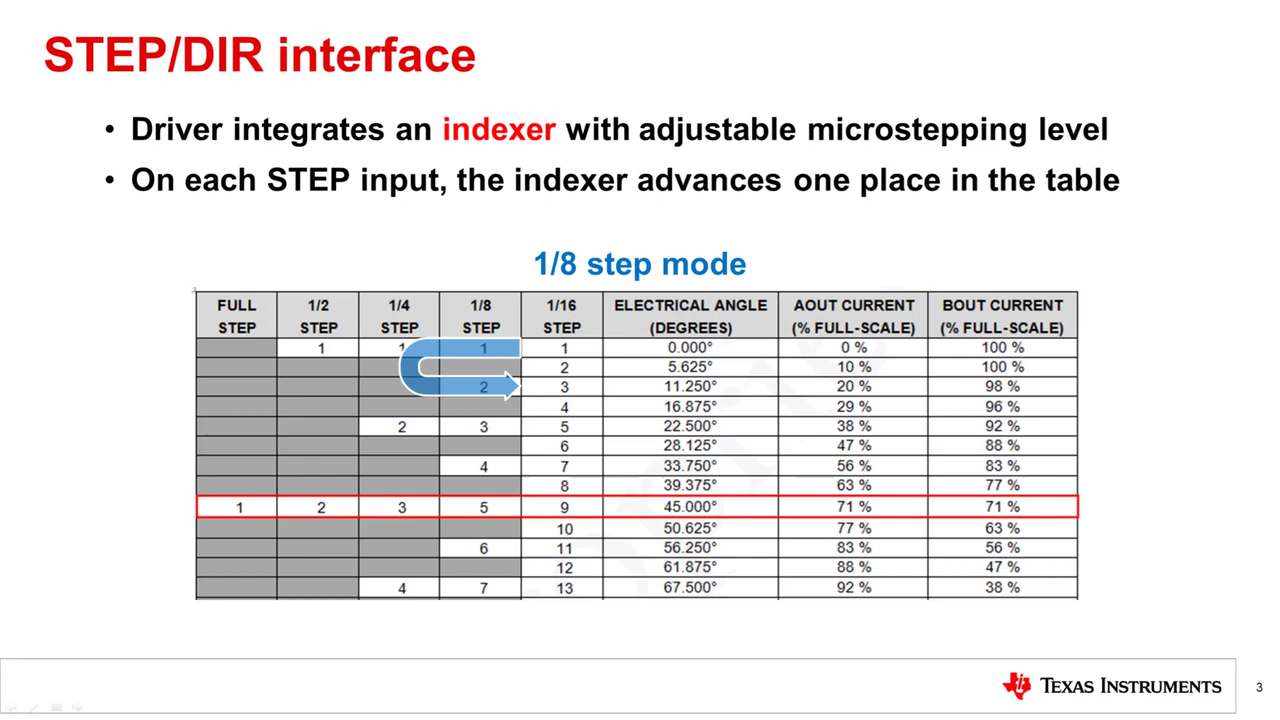 STEP/DIR interface
• Driver integrates an indexer with adjustable microstepping level
• On each STEP input, the indexer advances one place in the table
1/8 step mode
FULL STEP 1/2 STEP 1/4 STEP 1/8 STEP 1/16 STEP ELECTRICAL ANGLE (DEGREES) AOUT CURRENT (% FULL-SCALE) BOUT CURRENT (% FULL-SCALE)
1 1 1 1 0.000° 0 % 100 %
2 5.625° 10 % 100 %
2 3 11.250° 20 % 98 %
4 16.875° 29 % 96 %
2 3 5 22.500° 38 % 92 %
6 28.125° 47 % 88 %
4 7 33.750° 56 % 83 %
8 39.375° 63 % 77 %
1 2 3 5 9 45.000° 71 % 71 %
10 50.625° 77 % 63 %
6 11 56.250° 83 % 56 %
12 61.875° 88 % 47 %
4 7 13 67.500° 92 % 38 %
TEXAS INSTRUMENTS
3